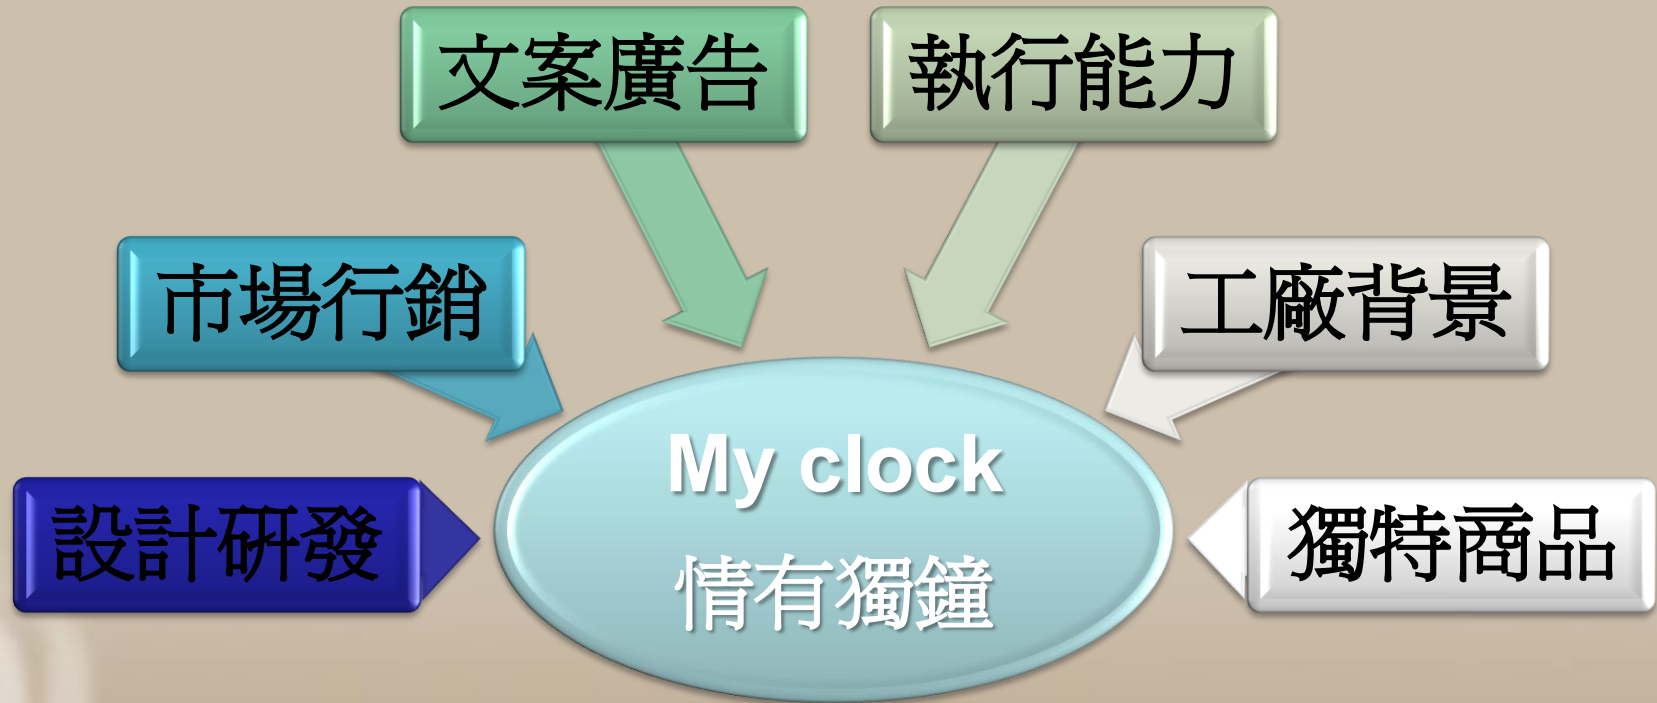 文案廣告
執行能力
市場行銷
工廠背景
設計研發
獨特商品
My clock
情有獨鐘